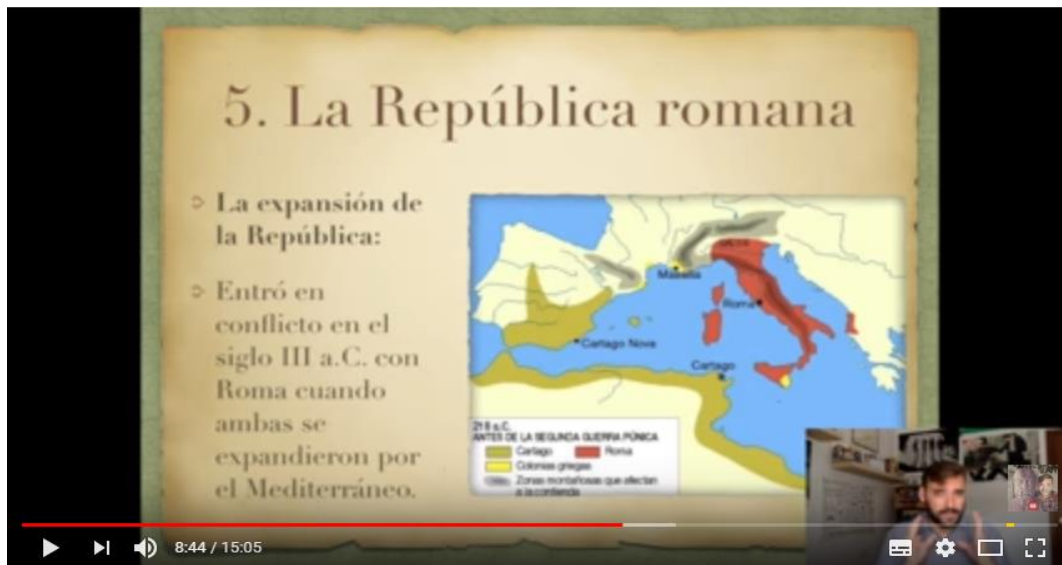 5. La República romana
La expansión de
la República:
Entró en
conflicto en el
siglo III a.C. con
Roma cuando
ambas se
expandieron por
el Mediterráneo.
Massalia
Roma
Cartago Nova
Cartago
218 a.C.
ANTES DE LA SEGUNDA GUERRA PÚNICA
Cartago Roma
Colonias griegas
Zonas montañosas que afectan
a la contienda
8:44 / 15:05